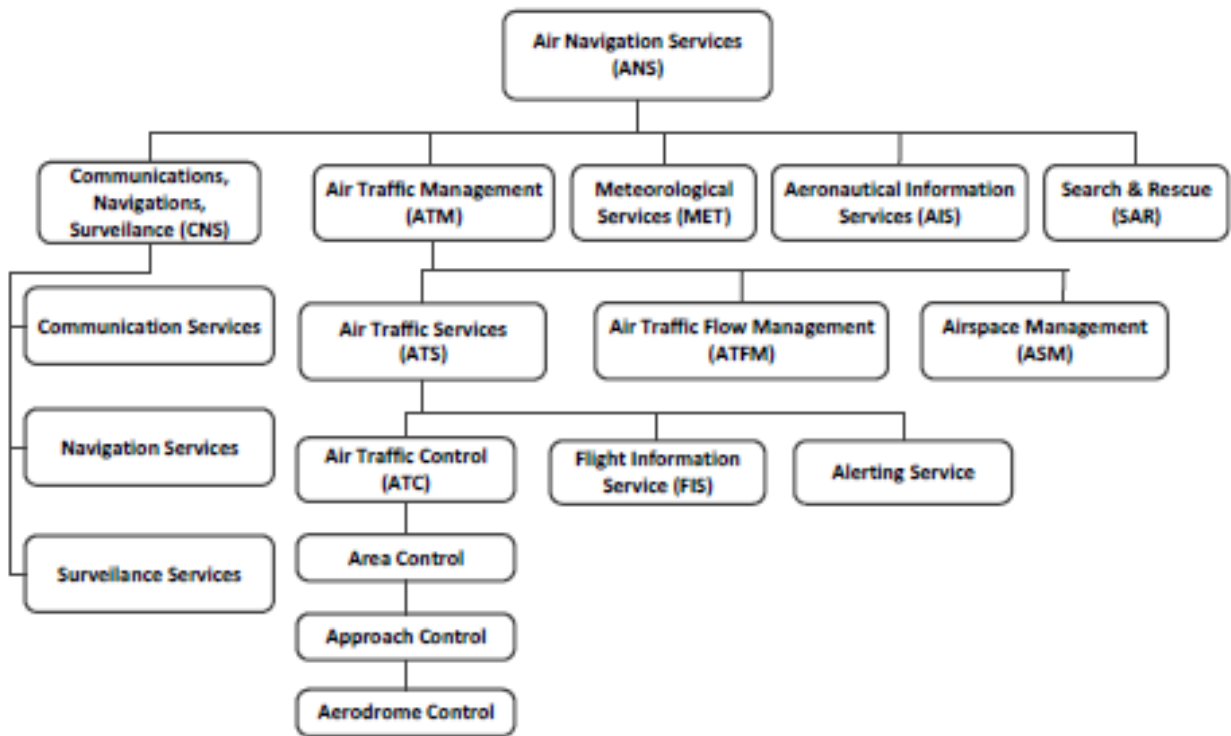 Air Navigation Services
(ANS)
Communications,
Navigations,
Surveilance (CNS)
Air Traffic Management
(ATM)
Meteorological
Services (MET)
Aeronautical Information
Services (AIS)
Search & Rescue
(SAR)
Communication Services
Navigation Services
Surveilance Services
Air Traffic Services
(ATS)
Air Traffic Flow Management
(ATFM)
Airspace Management
(ASM)
Air Traffic Control
(ATC)
Flight Information
Service (FIS)
Alerting Service
Area Control
Approach Control
Aerodrome Control